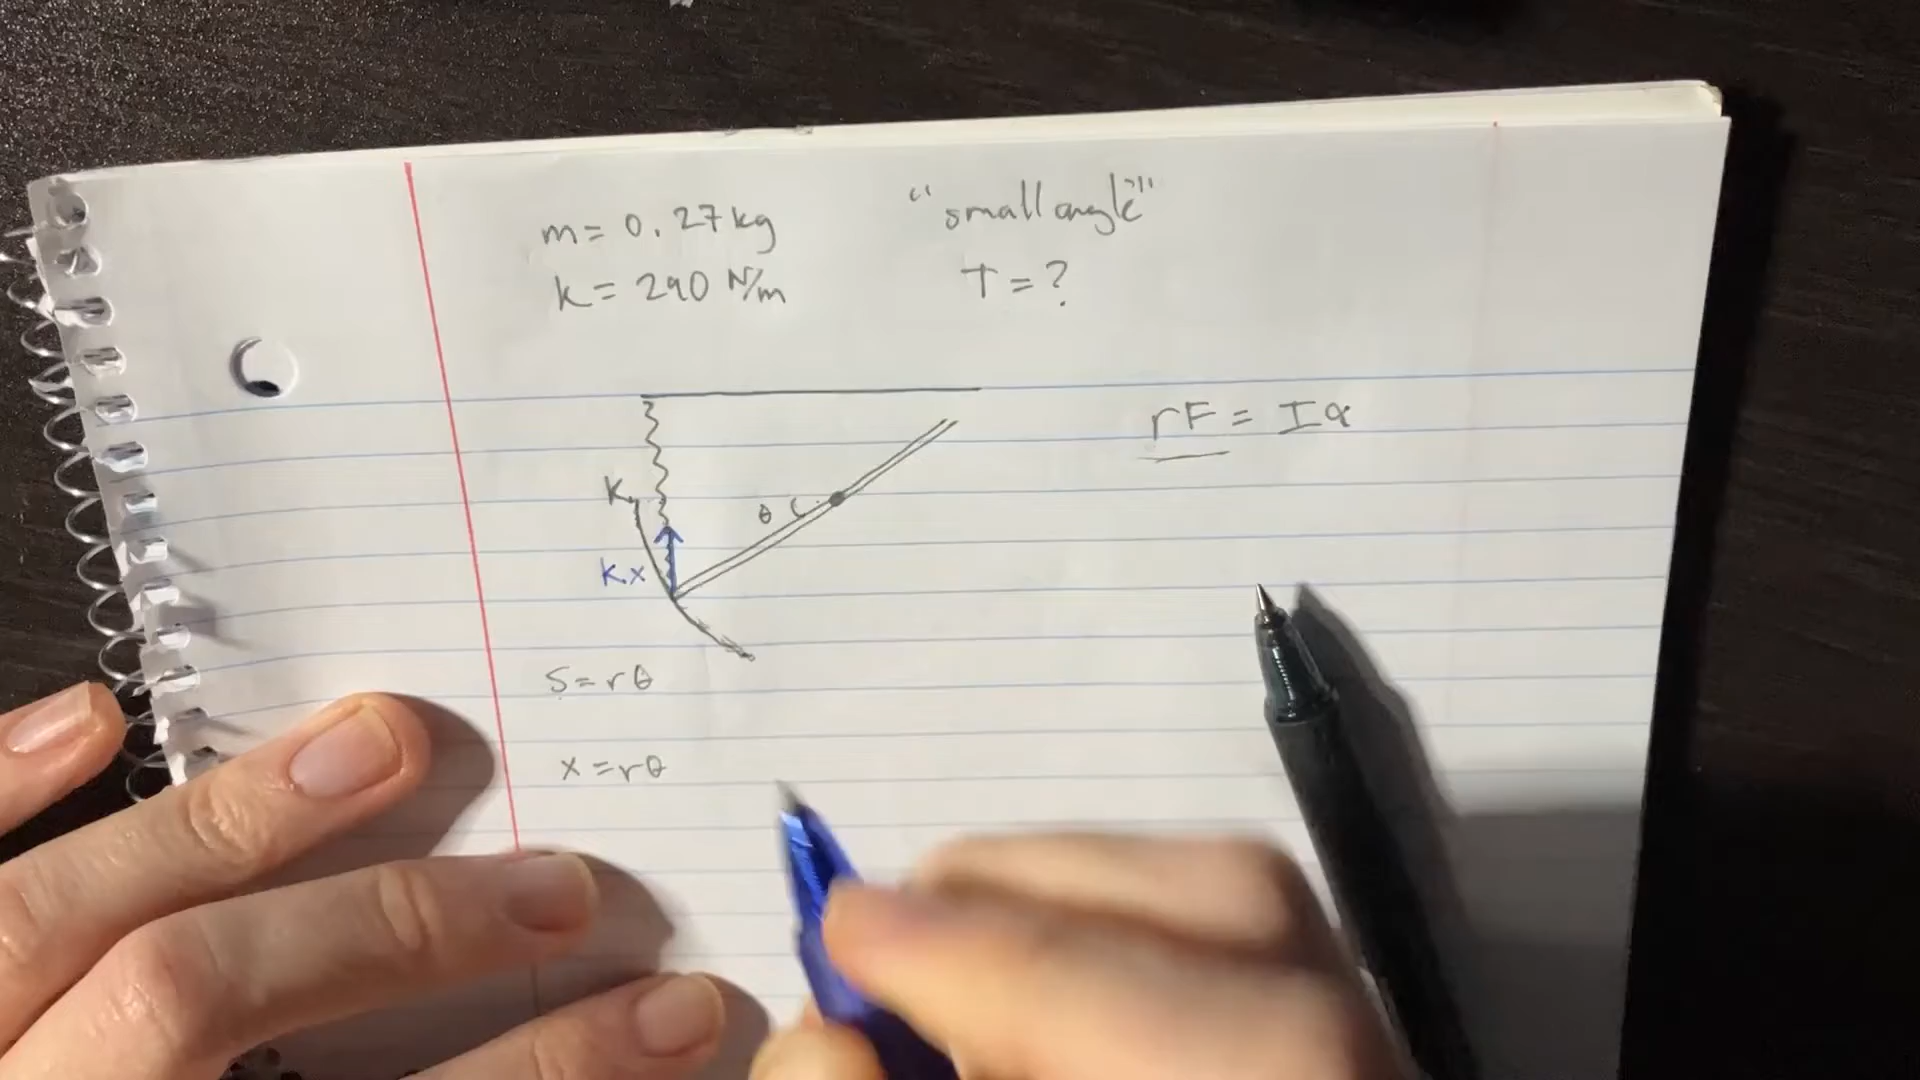 m = 0.27 kg
"small angle"
k = 290 N/m
T = ?
rF = Iα
K
θ
K.x
S = rθ
x = rθ